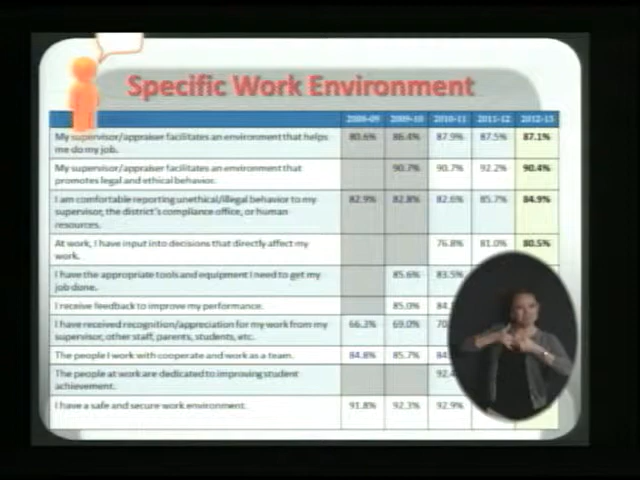 Specific Work Environment
2008-09 2009-10 2010-11 2011-12 2012-13
My supervisor/appraiser facilitates an environment that helps 80.6% 86.4% 87.9% 87.5% 87.1%
me do my job.
My supervisor/appraiser facilitates an environment that 90.7% 90.7% 92.2% 90.4%
promotes legal and ethical behavior.
I am comfortable reporting unethical/illegal behavior to my 82.9% 82.8% 82.6% 85.7% 84.9%
supervisor, the district's compliance office, or human
resources.
At work, I have input into decisions that directly affect my 76.8% 81.0% 80.5%
work.
I have the appropriate tools and equipment I need to get my 85.6% 83.5%
job done.
I receive feedback to improve my performance. 85.0%
I have received recognition/appreciation for my work from my 66.3% 69.0%
supervisor, other staff, parents, students, etc.
The people I work with cooperate and work as a team. 84.8% 85.7%
The people at work are dedicated to improving student
achievement.
I have a safe and secure work environment. 91.8% 92.3% 92.9%